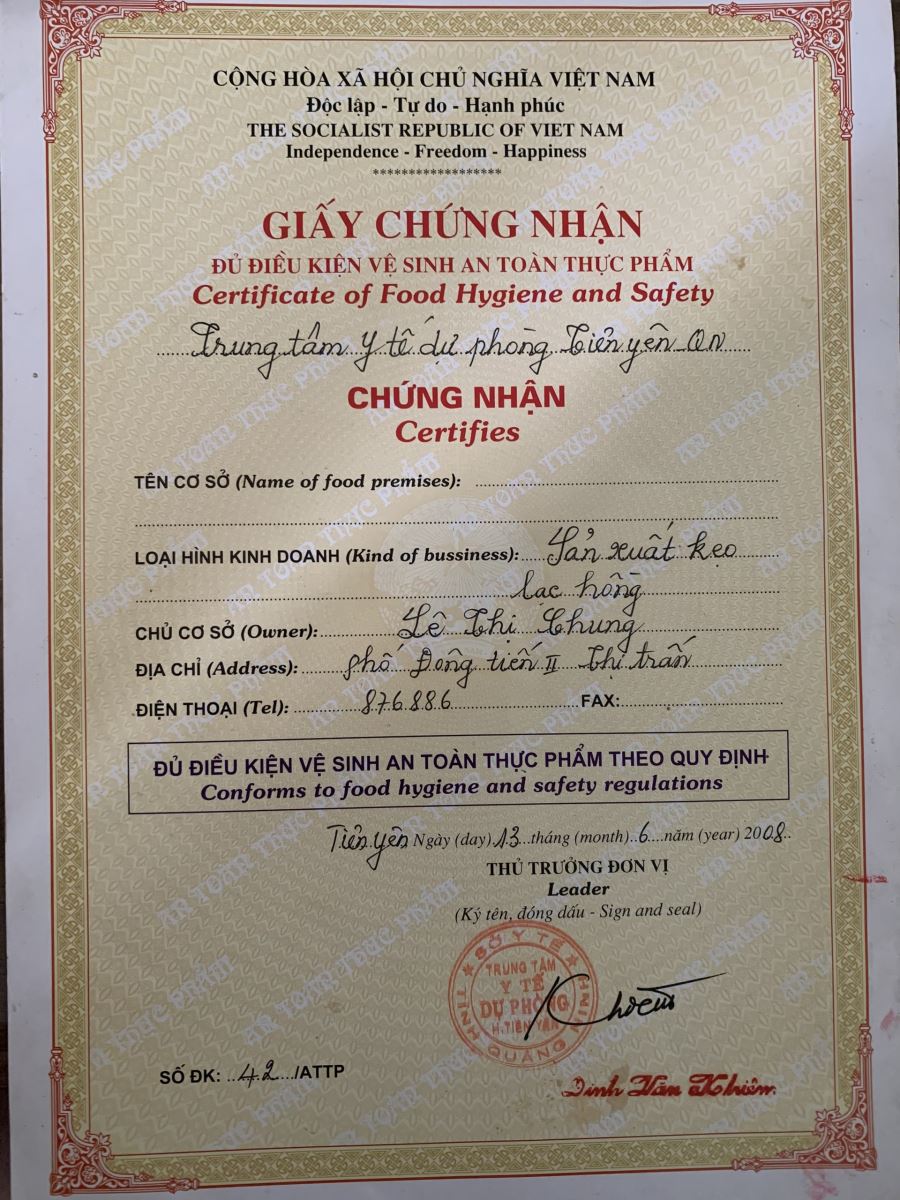 CỘNG HÒA XÃ HỘI CHỦ NGHĨA VIỆT NAM
Độc lập - Tự do - Hạnh phúc
THE SOCIALIST REPUBLIC OF VIET NAM
Independence - Freedom - Happiness
******************
GIẤY CHỨNG NHẬN
ĐỦ ĐIỀU KIỆN VỆ SINH AN TOÀN THỰC PHẨM
Certificate of Food Hygiene and Safety
Trung tâm y tế dự phòng Tiên yên QN
CHỨNG NHẬN
Certifies
TÊN CƠ SỞ (Name of food premises):
LOẠI HÌNH KINH DOANH (Kind of bussiness): Sản xuất kẹo
lạc hồng
CHỦ CƠ SỞ (Owner): Lê Thị Chung
ĐỊA CHỈ (Address): phố Đông tiến II Thị trấn
ĐIỆN THOẠI (Tel): 876.886 FAX:
ĐỦ ĐIỀU KIỆN VỆ SINH AN TOÀN THỰC PHẨM THEO QUY ĐỊNH
Conforms to food hygiene and safety regulations
Tiên yên Ngày (day) 13 tháng (month) 6 năm (year) 2008
THỦ TRƯỞNG ĐƠN VỊ
Leader
(Ký tên, đóng dấu - Sign and seal)
SỞ Y TẾ
TRUNG TÂM
Y TẾ
DỰ PHÒNG
H.TIÊN YÊN
TỈNH QUẢNG NINH
SỐ ĐK: 42 /ATTP
Đinh Văn Khiêm